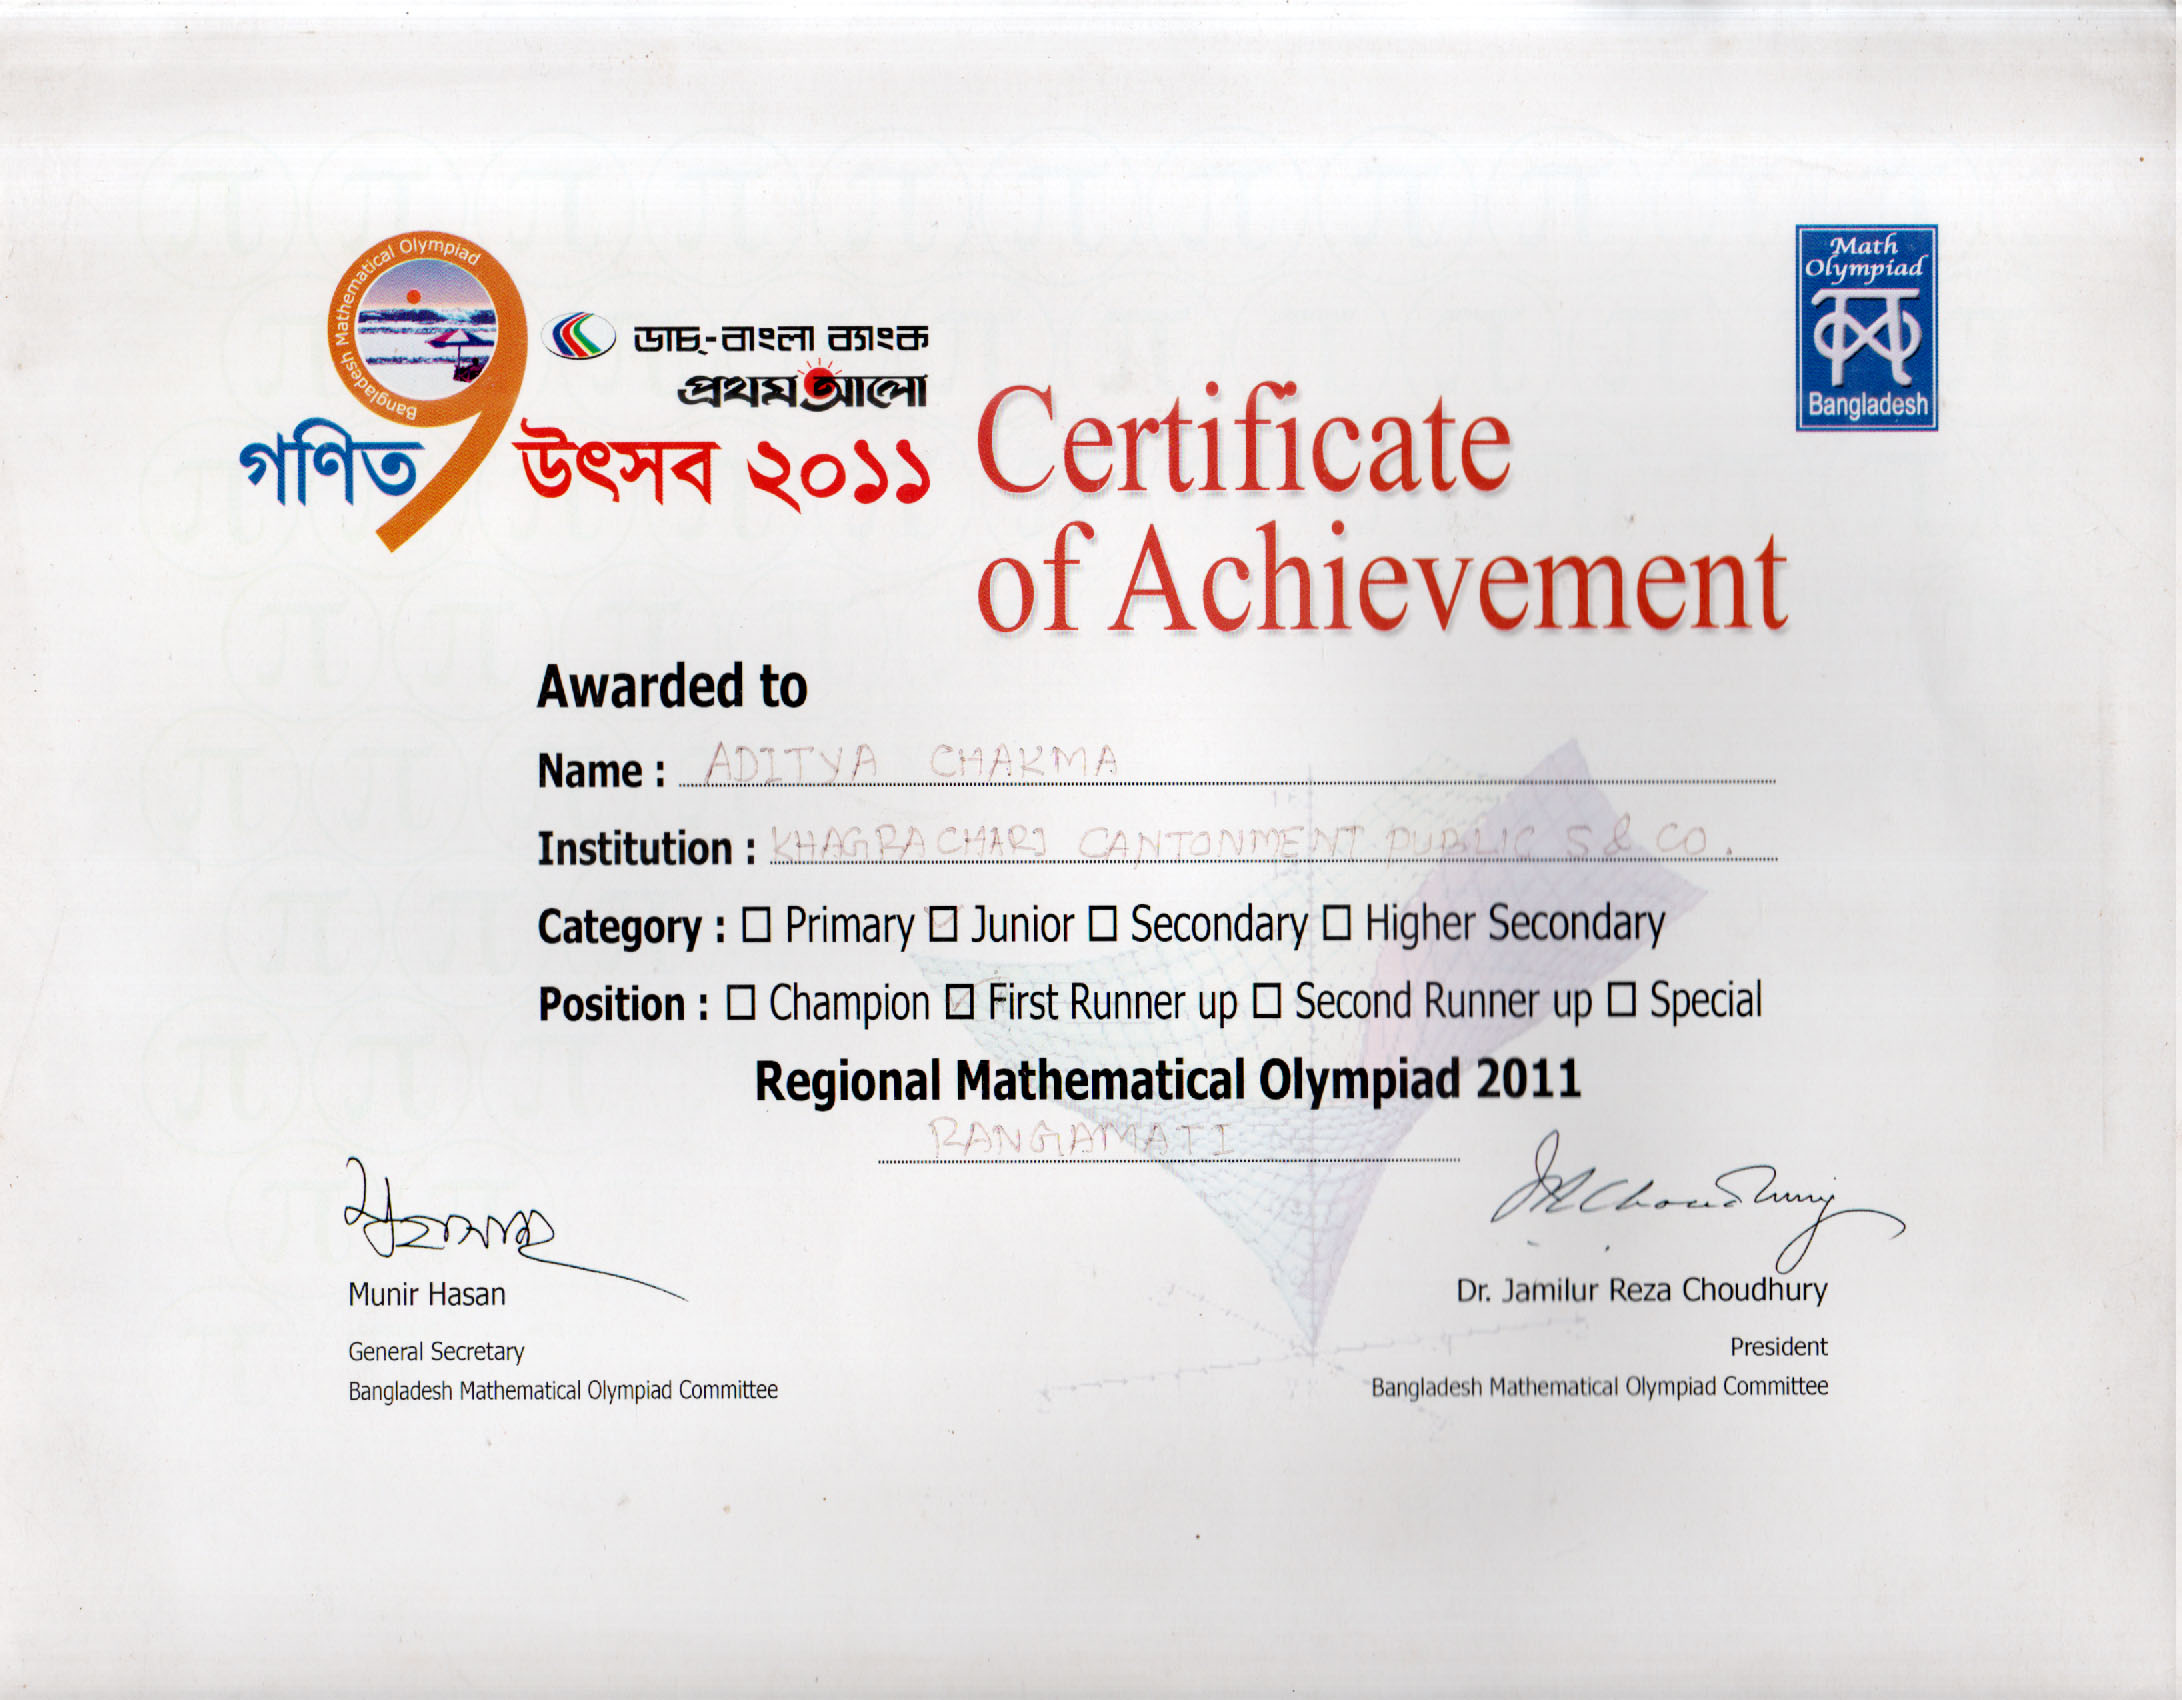 Bangladesh Mathematical Olympiad
ডাচ্-বাংলা ব্যাংক
প্রথম আলো
গণিত ৯ উৎসব ২০১১
Math
Olympiad
Bangladesh
Certificate
of Achievement
Awarded to
Name : ADITYA CHAKMA
Institution : KHAGRACHARI CANTONMENT PUBLIC S & CO.
Category : □ Primary □ Junior □ Secondary □ Higher Secondary
Position : □ Champion □ First Runner up □ Second Runner up □ Special
Regional Mathematical Olympiad 2011
RANGAMATI
Munir Hasan
General Secretary
Bangladesh Mathematical Olympiad Committee
JRChoudhury
Dr. Jamilur Reza Choudhury
President
Bangladesh Mathematical Olympiad Committee